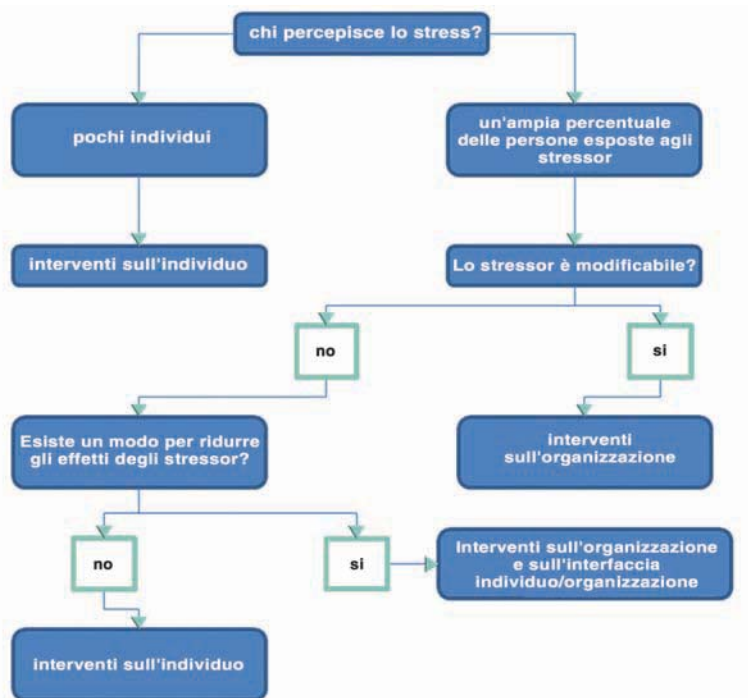 chi percepisce lo stress?
pochi individui
un'ampia percentuale
delle persone esposte agli
stressor
interventi sull'individuo
Lo stressor è modificabile?
no
si
Esiste un modo per ridurre
gli effetti degli stressor?
interventi
sull'organizzazione
no
si
Interventi sull'organizzazione
e sull'interfaccia
individuo/organizzazione
interventi sull'individuo